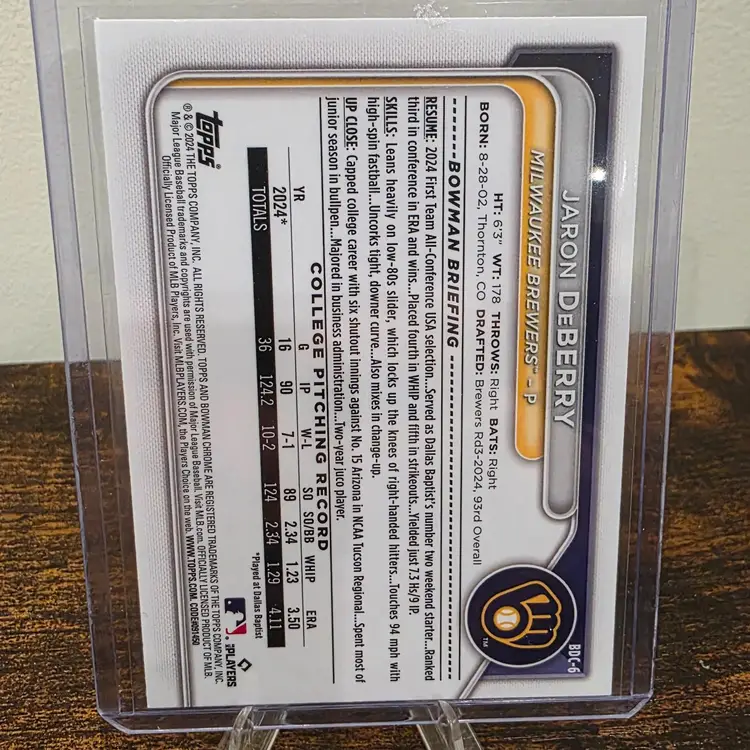 JARON DeBERRY
MILWAUKEE BREWERS™ - P
BDC-6
HT: 6'3" WT: 178 THROWS: Right BATS: Right
BORN: 8-28-02, Thornton, CO DRAFTED: Brewers Rd3-2024, 93rd Overall
BOWMAN BRIEFING
RESUME: 2024 First Team All-Conference USA selection...Served as Dallas Baptist's number two weekend starter...Ranked
third in conference in ERA and wins...Placed fourth in WHIP and fifth in strikeouts...Yielded just 7.3 Hs/9 IP.
SKILLS: Leans heavily on low-80s slider, which locks up the knees of right-handed hitters...Touches 94 mph with
high-spin fastball...Uncorks tight, downer curve...Also mixes in change-up.
UP CLOSE: Capped college career with six shutout innings against No. 15 Arizona in NCAA Tucson Regional...Spent most of
junior season in bullpen...Majored in business administration...Two-year juco player.
COLLEGE PITCHING RECORD
YR G IP W-L SO SO/BB WHIP ERA
2024* 16 90 7-1 89 2.34 1.23 3.50
TOTALS 36 124.2 10-2 124 2.34 1.29 4.11
*Played at Dallas Baptist
topps®
MLB PLAYERS
® & © 2024 THE TOPPS COMPANY, INC. ALL RIGHTS RESERVED. TOPPS AND BOWMAN CHROME ARE REGISTERED TRADEMARKS OF THE TOPPS COMPANY, INC.
Major League Baseball trademarks and copyrights are used with permission of Major League Baseball. Visit MLB.com. OFFICIALLY LICENSED PRODUCT OF MLB
Officially Licensed Product of MLB Players, Inc. Visit MLBPLAYERS.COM, the Players Choice on the web. WWW.TOPPS.COM CODE#91450